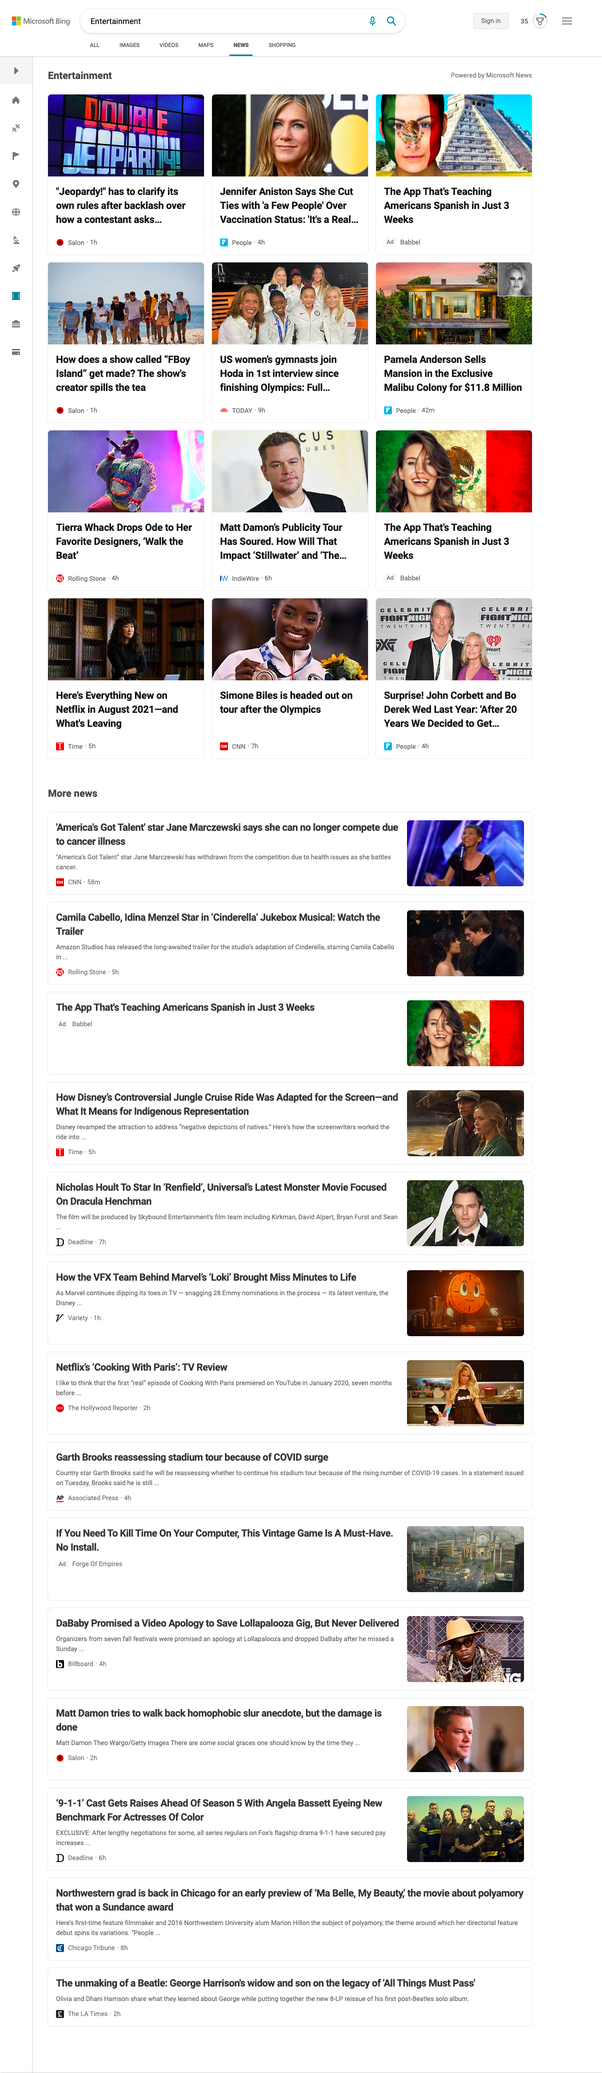 Microsoft Bing
Entertainment
Sign in
35
ALL
IMAGES
VIDEOS
MAPS
NEWS
SHOPPING
Entertainment
Powered by Microsoft News
DOUBLE
JEOPARDY!
"Jeopardy!" has to clarify its
own rules after backlash over
how a contestant asks...
Salon · 1h
Jennifer Aniston Says She Cut
Ties with 'a Few People' Over
Vaccination Status: 'It's a Real...
People · 4h
The App That's Teaching
Americans Spanish in Just 3
Weeks
Ad Babbel
How does a show called “FBoy
Island” get made? The show's
creator spills the tea
Salon · 1h
US women's gymnasts join
Hoda in 1st interview since
finishing Olympics: Full...
TODAY · 9h
Pamela Anderson Sells
Mansion in the Exclusive
Malibu Colony for $11.8 Million
People · 42m
Tierra Whack Drops Ode to Her
Favorite Designers, ‘Walk the
Beat’
Rolling Stone · 4h
CUS
URES
Matt Damon’s Publicity Tour
Has Soured. How Will That
Impact ‘Stillwater’ and ‘The...
IndieWire · 6h
The App That's Teaching
Americans Spanish in Just 3
Weeks
Ad Babbel
Here's Everything New on
Netflix in August 2021—and
What's Leaving
Time · 5h
Simone Biles is headed out on
tour after the Olympics
CNN · 7h
CELEBRIT
FIGHT NIGHT
Surprise! John Corbett and Bo
Derek Wed Last Year: 'After 20
Years We Decided to Get...
People · 4h
More news
'America's Got Talent' star Jane Marczewski says she can no longer compete due
to cancer illness
"America's Got Talent" star Jane Marczewski has withdrawn from the competition due to health issues as she battles
cancer.
CNN · 58m
Camila Cabello, Idina Menzel Star in ‘Cinderella’ Jukebox Musical: Watch the
Trailer
Amazon Studios has released the long-awaited trailer for the studio's adaptation of Cinderella, starring Camila Cabello
in ...
Rolling Stone · 5h
The App That's Teaching Americans Spanish in Just 3 Weeks
Ad Babbel
How Disney’s Controversial Jungle Cruise Ride Was Adapted for the Screen—and
What It Means for Indigenous Representation
Disney revamped the attraction to address “negative depictions of natives.” Here's how the screenwriters worked the
ride into ...
Time · 5h
Nicholas Hoult To Star In ‘Renfield’, Universal’s Latest Monster Movie Focused
On Dracula Henchman
The film will be produced by Skybound Entertainment's film team including Kirkman, David Alpert, Bryan Furst and Sean
...
Deadline · 7h
How the VFX Team Behind Marvel’s ‘Loki’ Brought Miss Minutes to Life
As Marvel continues dipping its toes in TV — snagging 28 Emmy nominations in the process — its latest venture, the
Disney ...
Variety · 1h
Netflix’s ‘Cooking With Paris’: TV Review
I like to think that the first “real” episode of Cooking With Paris premiered on YouTube in January 2020, seven months
before ...
The Hollywood Reporter · 2h
Garth Brooks reassessing stadium tour because of COVID surge
Country star Garth Brooks said he will be reassessing whether to continue his stadium tour because of the rising number of COVID-19 cases. In a statement issued
on Tuesday, Brooks said he is still ...
AP Associated Press · 4h
If You Need To Kill Time On Your Computer, This Vintage Game Is A Must-Have.
No Install.
Ad Forge Of Empires
DaBaby Promised a Video Apology to Save Lollapalooza Gig, But Never Delivered
Organizers from seven fall festivals were promised an apology at Lollapalooza and dropped DaBaby after he missed a
Sunday ...
Billboard · 4h
Matt Damon tries to walk back homophobic slur anecdote, but the damage is
done
Matt Damon Theo Wargo/Getty Images There are some social graces one should know by the time they ...
Salon · 2h
‘9-1-1’ Cast Gets Raises Ahead Of Season 5 With Angela Bassett Eyeing New
Benchmark For Actresses Of Color
EXCLUSIVE: After lengthy negotiations for some, all series regulars on Fox's flagship drama 9-1-1 have secured pay
increases ...
Deadline · 6h
Northwestern grad is back in Chicago for an early preview of ‘Ma Belle, My Beauty,’ the movie about polyamory
that won a Sundance award
Here's first-time feature filmmaker and 2016 Northwestern University alum Marion Hillon the subject of polyamory, the theme around which her directorial feature
debut spins its variations. "People ...
Chicago Tribune · 8h
The unmaking of a Beatle: George Harrison's widow and son on the legacy of 'All Things Must Pass'
Olivia and Dhani Harrison share what they learned about George while putting together the new 8-LP reissue of his first post-Beatles solo album.
The LA Times · 2h